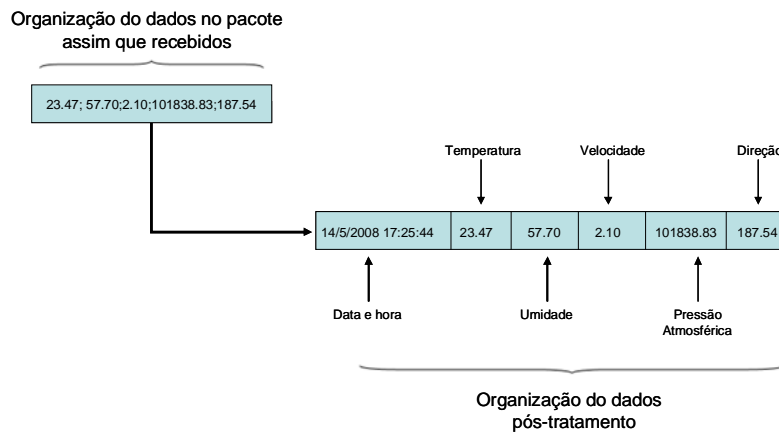 Organização do dados no pacote
assim que recebidos
23.47; 57.70;2.10;101838.83;187.54
Temperatura
Velocidade
Direção
14/5/2008 17:25:44
23.47
57.70
2.10
101838.83
187.54
Data e hora
Umidade
Pressão
Atmosférica
Organização do dados
pós-tratamento